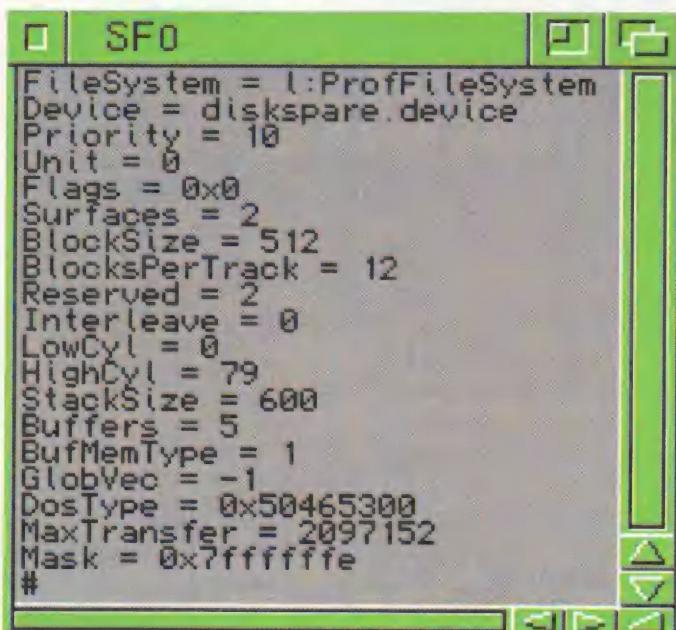 SF0
FileSystem = l:ProfFileSystem
Device = diskspare.device
Priority = 10
Unit = 0
Flags = 0x0
Surfaces = 2
BlockSize = 512
BlocksPerTrack = 12
Reserved = 2
Interleave = 0
LowCyl = 0
HighCyl = 79
StackSize = 600
Buffers = 5
BufMemType = 1
GlobVec = -1
DosType = 0x50465300
MaxTransfer = 2097152
Mask = 0x7ffffffe
#